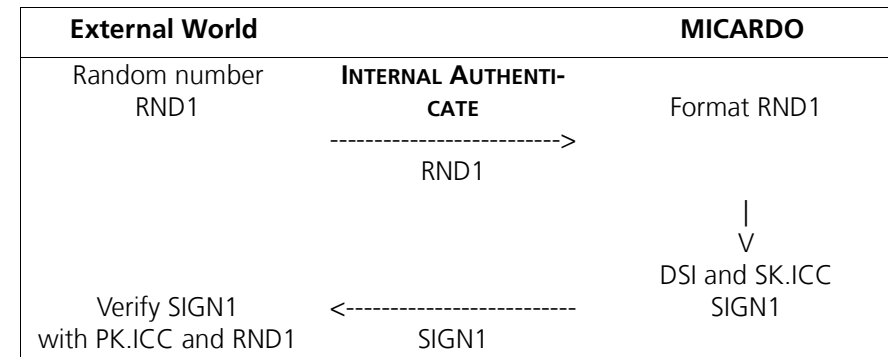 External World MICARDO
Random number INTERNAL AUTHENTI-
RND1 CATE Format RND1
-------------------------->
RND1
|
V
DSI and SK.ICC
Verify SIGN1 <-------------------------- SIGN1
with PK.ICC and RND1 SIGN1